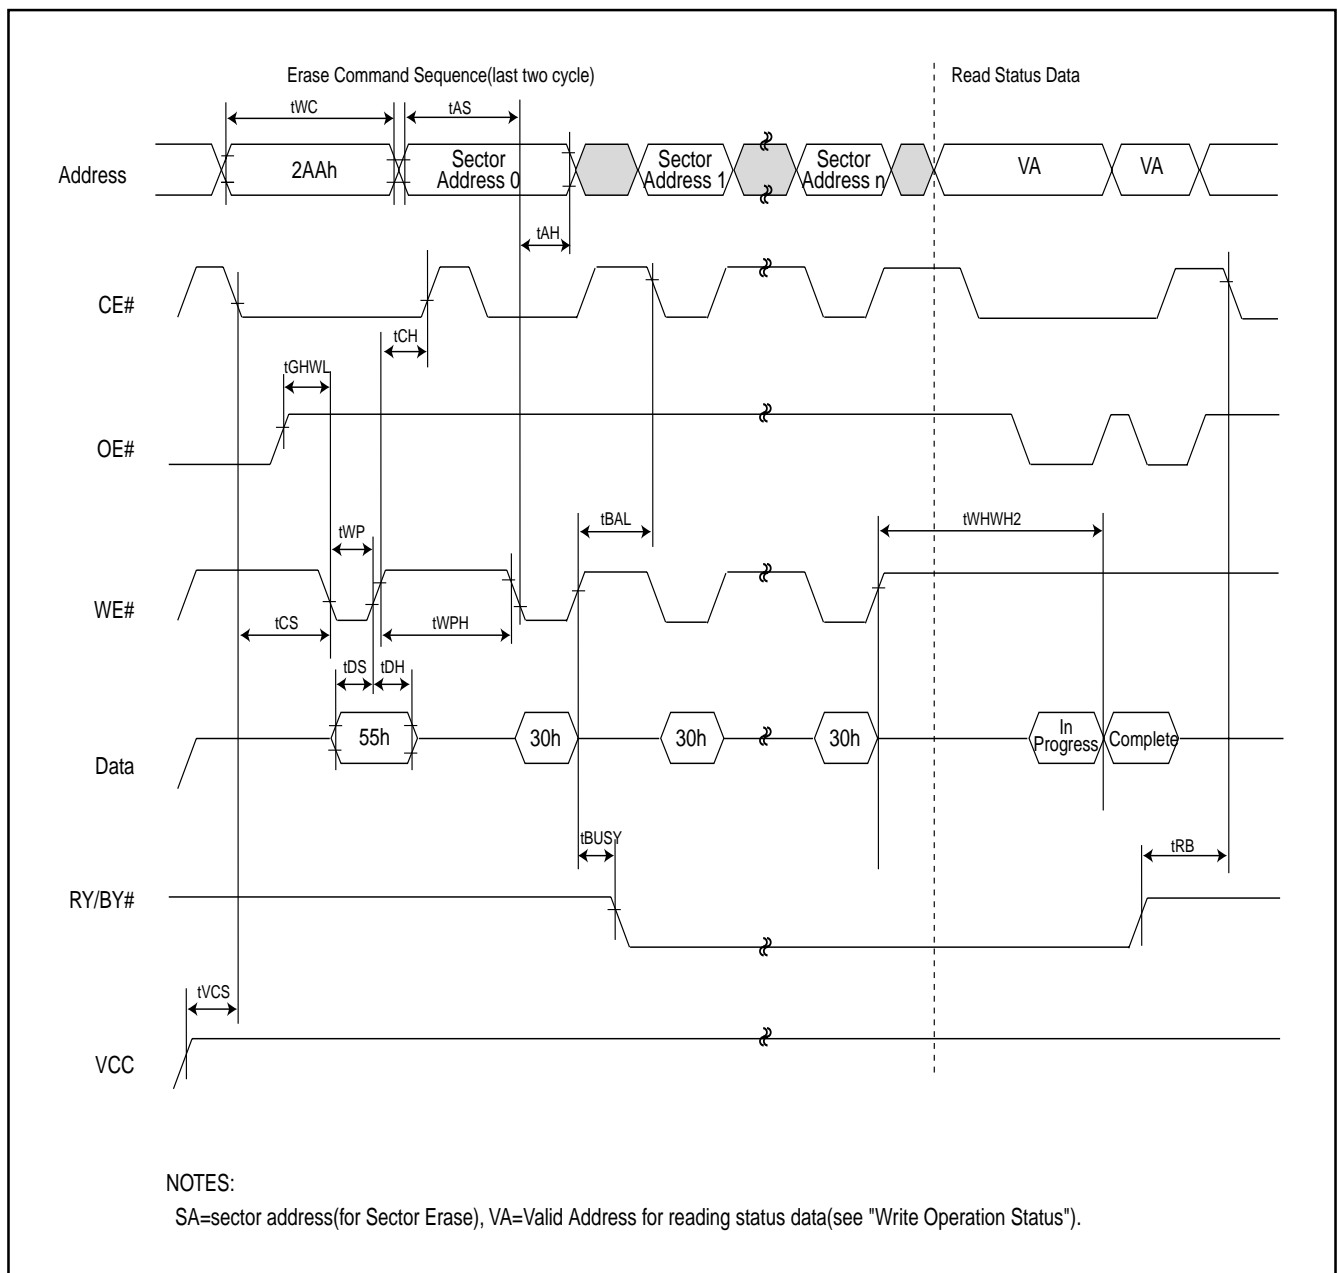 Erase Command Sequence(last two cycle)
Read Status Data
tWC
tAS
Address
2AAh
Sector
Address 0
Sector
Address 1
Sector
Address n
VA
VA
tAH
CE#
tCH
tGHWL
OE#
tWP
tBAL
tWHWH2
WE#
tCS
tWPH
tDS
tDH
Data
55h
30h
30h
30h
In
Progress
Complete
tBUSY
tRB
RY/BY#
tVCS
VCC
NOTES:
SA=sector address(for Sector Erase), VA=Valid Address for reading status data(see "Write Operation Status").